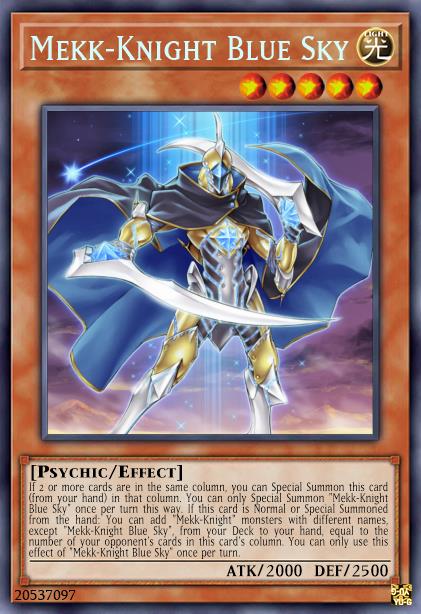 MEKK-KNIGHT BLUE SKY
LIGHT
光
[PSYCHIC/EFFECT]
If 2 or more cards are in the same column, you can Special Summon this card
(from your hand) in that column. You can only Special Summon "Mekk-Knight
Blue Sky" once per turn this way. If this card is Normal or Special Summoned
from the hand: You can add "Mekk-Knight" monsters with different names,
except "Mekk-Knight Blue Sky", from your Deck to your hand, equal to the
number of your opponent's cards in this card's column. You can only use this
effect of "Mekk-Knight Blue Sky" once per turn.
ATK/2000 DEF/2500
20537097